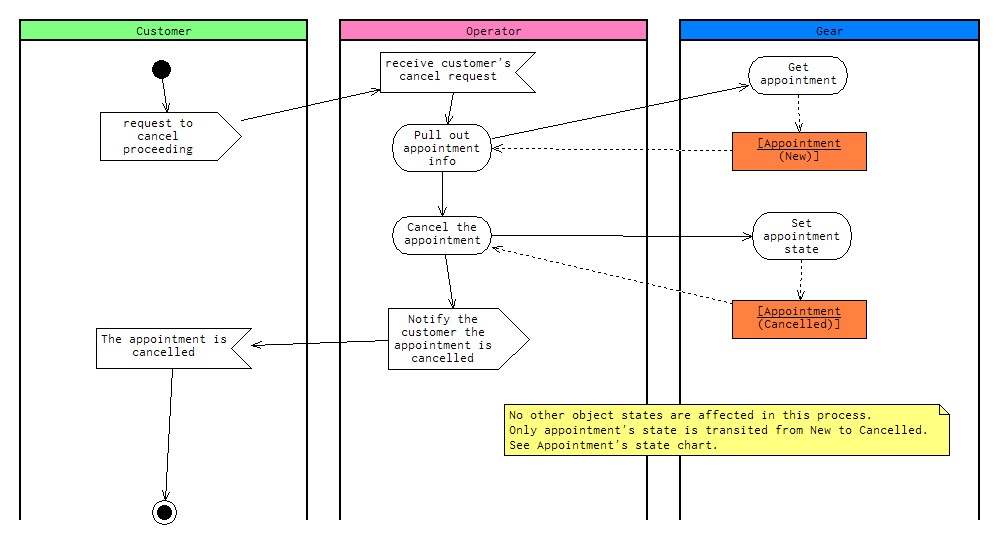 Customer
Operator
Gear
receive customer's
cancel request
Get
appointment
request to
cancel
proceeding
Pull out
appointment
info
[Appointment
(New)]
Cancel the
appointment
Set
appointment
state
[Appointment
(Cancelled)]
Notify the
customer the
appointment is
cancelled
The appointment is
cancelled
No other object states are affected in this process.
Only appointment's state is transited from New to Cancelled.
See Appointment's state chart.